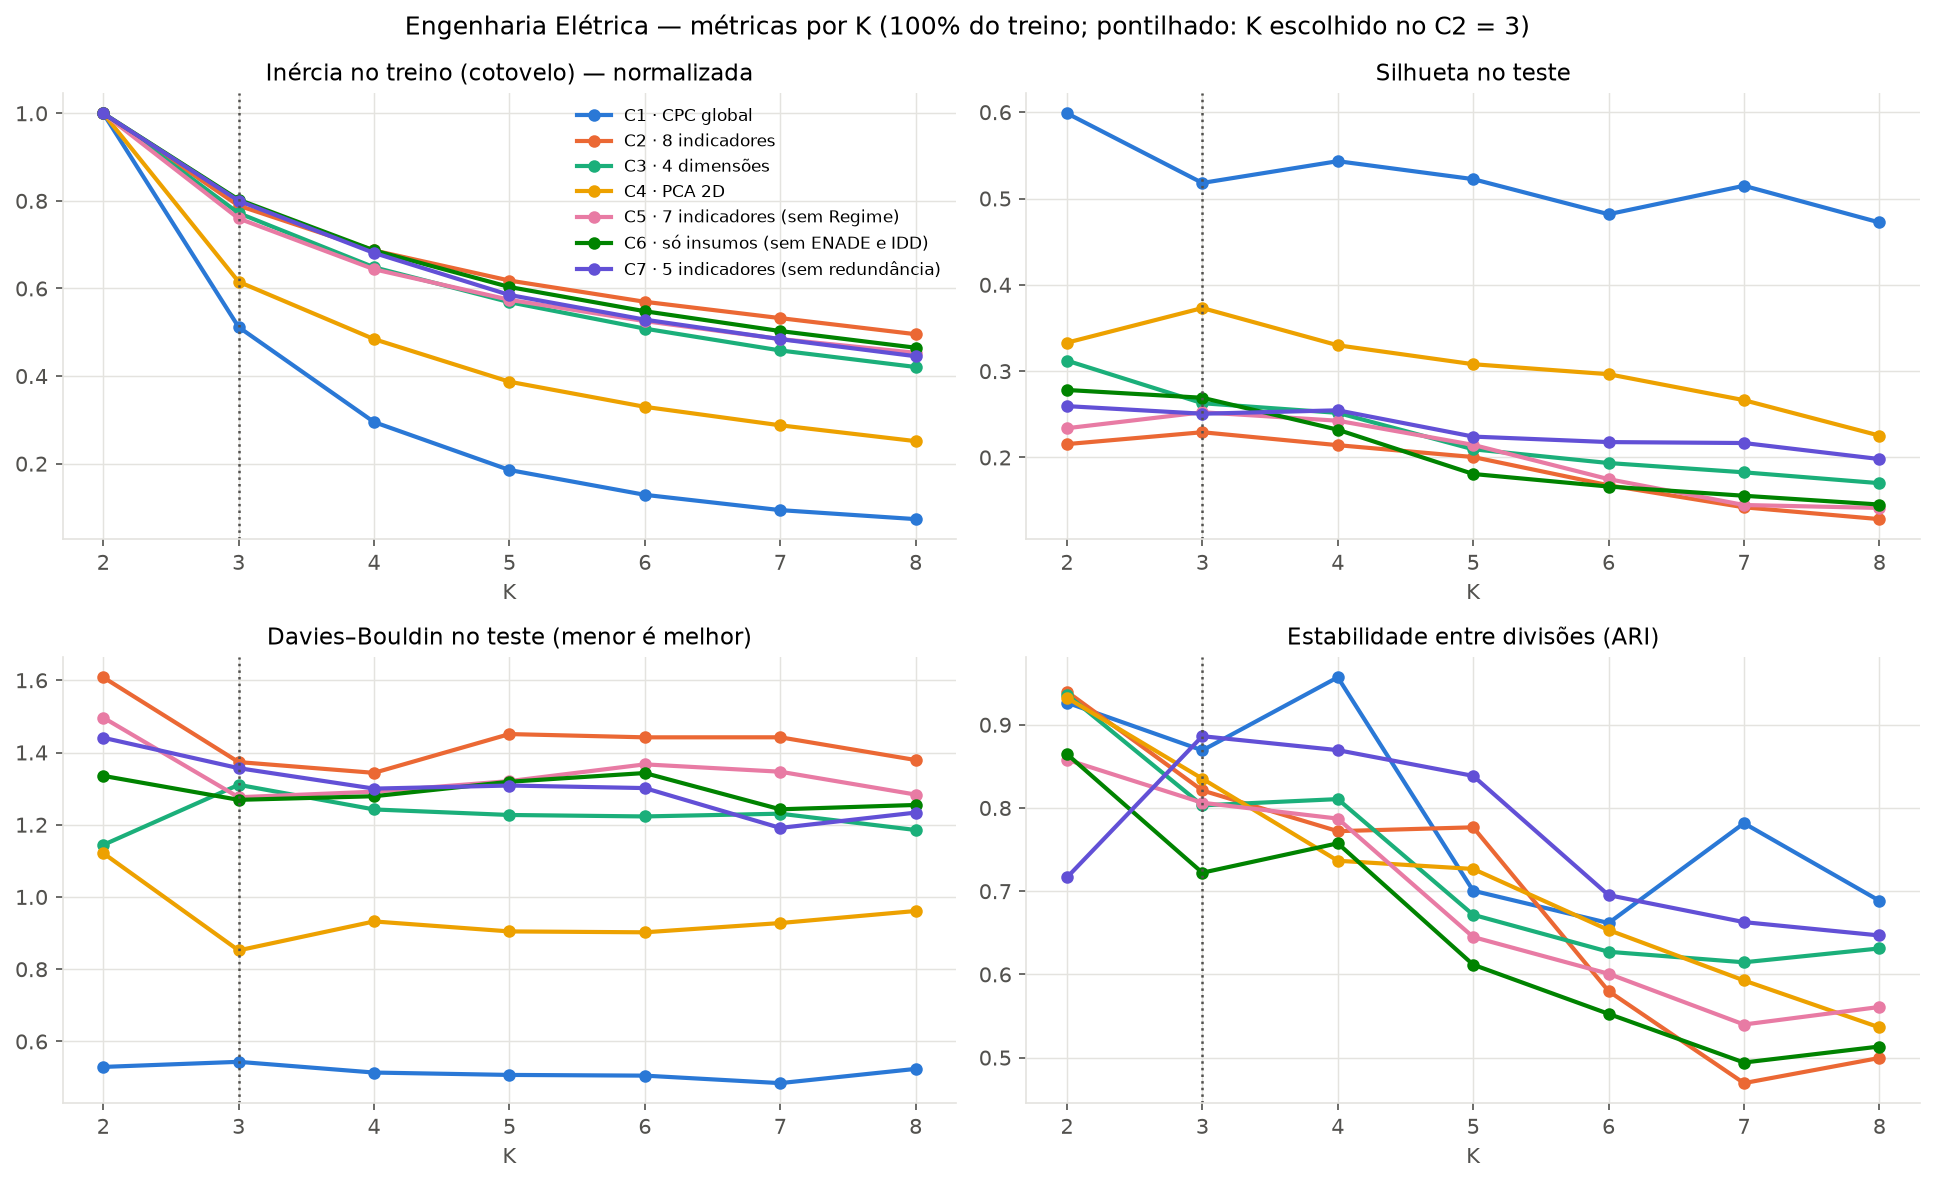 Engenharia Elétrica — métricas por K (100% do treino; pontilhado: K escolhido no C2 = 3)
Inércia no treino (cotovelo) — normalizada
1.0
0.8
0.6
0.4
0.2
C1 · CPC global
C2 · 8 indicadores
C3 · 4 dimensões
C4 · PCA 2D
C5 · 7 indicadores (sem Regime)
C6 · só insumos (sem ENADE e IDD)
C7 · 5 indicadores (sem redundância)
2 3 4 5 6 7 8
K
Silhueta no teste
0.6
0.5
0.4
0.3
0.2
2 3 4 5 6 7 8
K
Davies–Bouldin no teste (menor é melhor)
1.6
1.4
1.2
1.0
0.8
0.6
2 3 4 5 6 7 8
K
Estabilidade entre divisões (ARI)
0.9
0.8
0.7
0.6
0.5
2 3 4 5 6 7 8
K